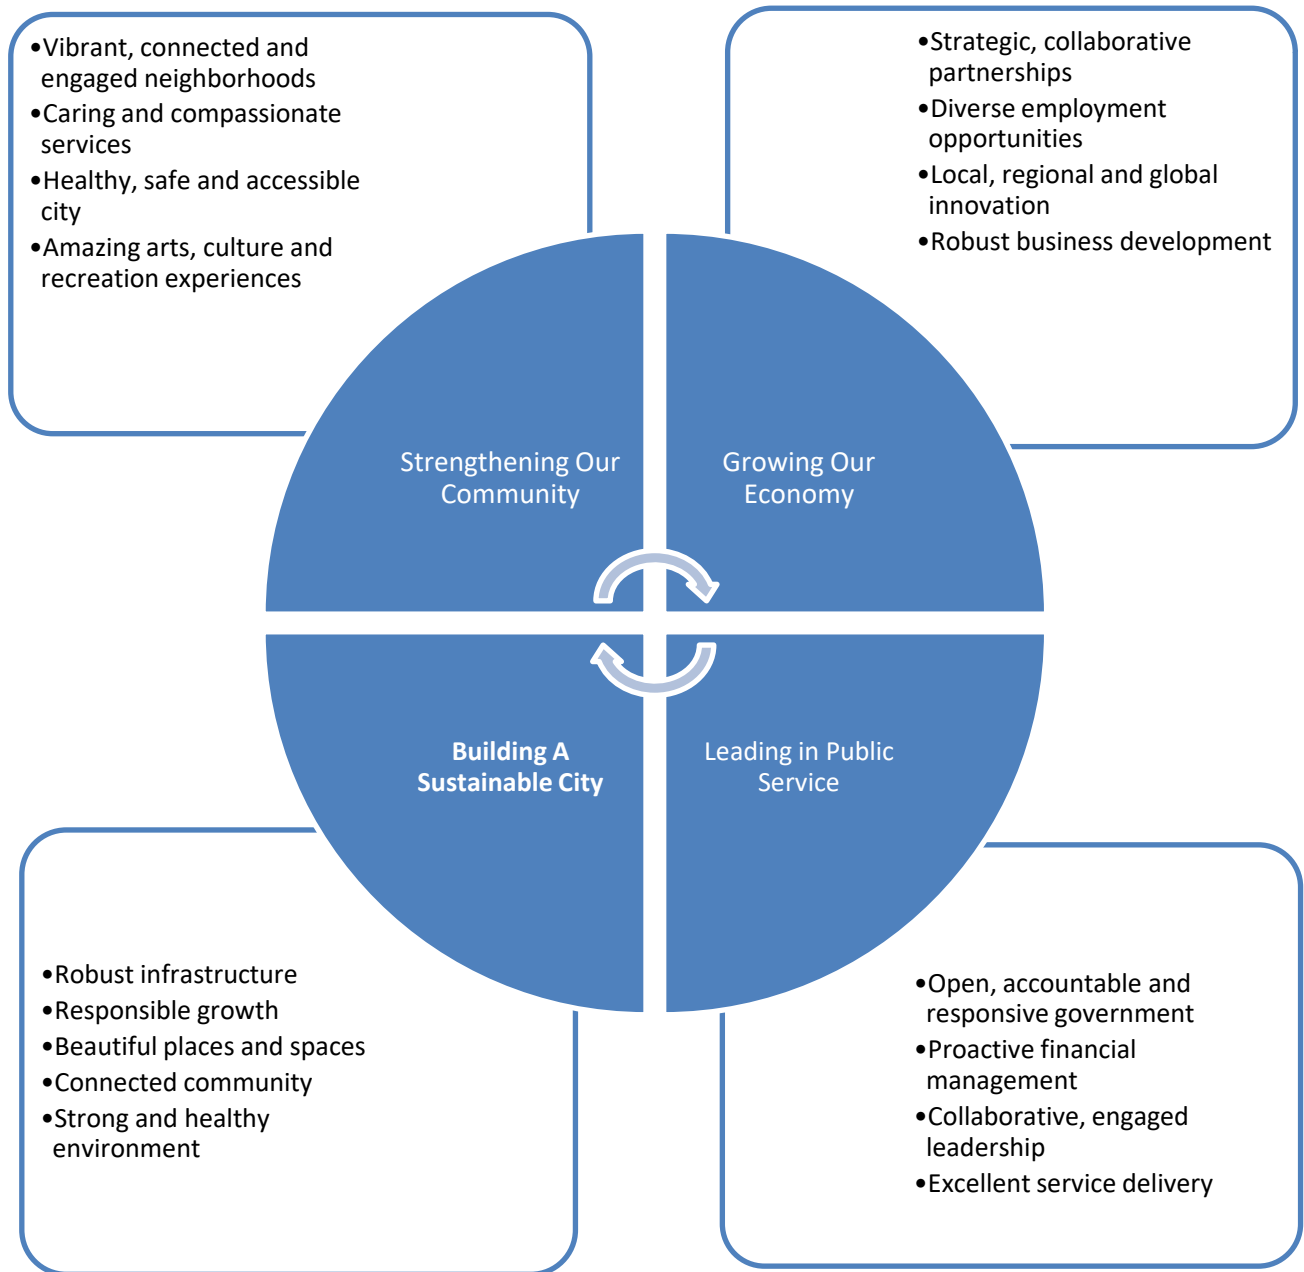 •Vibrant, connected and
engaged neighborhoods
•Caring and compassionate
services
•Healthy, safe and accessible
city
•Amazing arts, culture and
recreation experiences
•Strategic, collaborative
partnerships
•Diverse employment
opportunities
•Local, regional and global
innovation
•Robust business development
Strengthening Our
Community
Growing Our
Economy
Building A
Sustainable City
Leading in Public
Service
•Robust infrastructure
•Responsible growth
•Beautiful places and spaces
•Connected community
•Strong and healthy
environment
•Open, accountable and
responsive government
•Proactive financial
management
•Collaborative, engaged
leadership
•Excellent service delivery